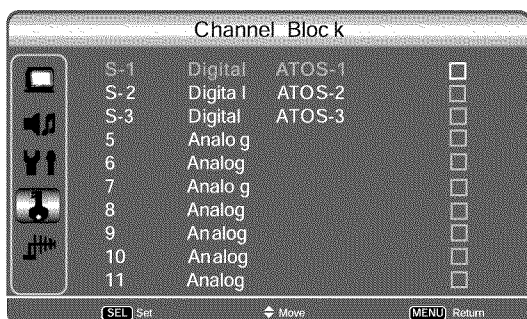 Channel Block
S-1 Digital ATOS-1
S-2 Digital ATOS-2
S-3 Digital ATOS-3
5 Analog
6 Analog
7 Analog
8 Analog
9 Analog
10 Analog
11 Analog
SEL Set Move MENU Return